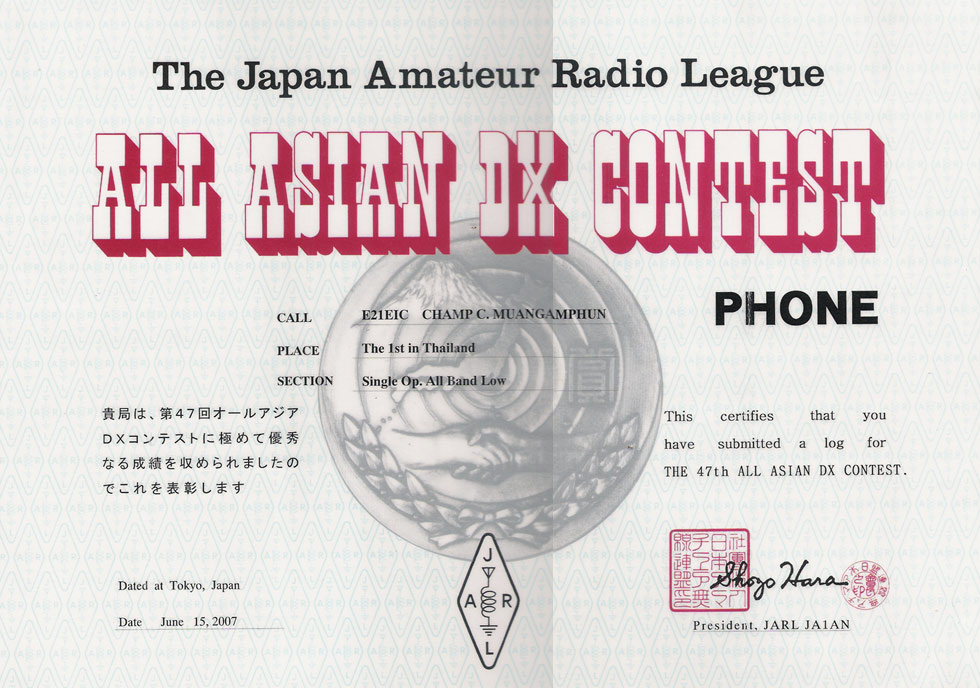 The Japan Amateur Radio League
ALL ASIAN DX CONTEST
PHONE
CALL E21EIC CHAMP C. MUANGAMPHUN
PLACE The 1st in Thailand
SECTION Single Op. All Band Low
貴局は、第47回オールアジア
DXコンテストに極めて優秀
なる成績を収められましたの
でこれを表彰します
This certifies that you
have submitted a log for
THE 47th ALL ASIAN DX CONTEST.
賞
Dated at Tokyo, Japan
Date June 15, 2007
J
A R
L
Shozo Hara
President, JARL JA1AN